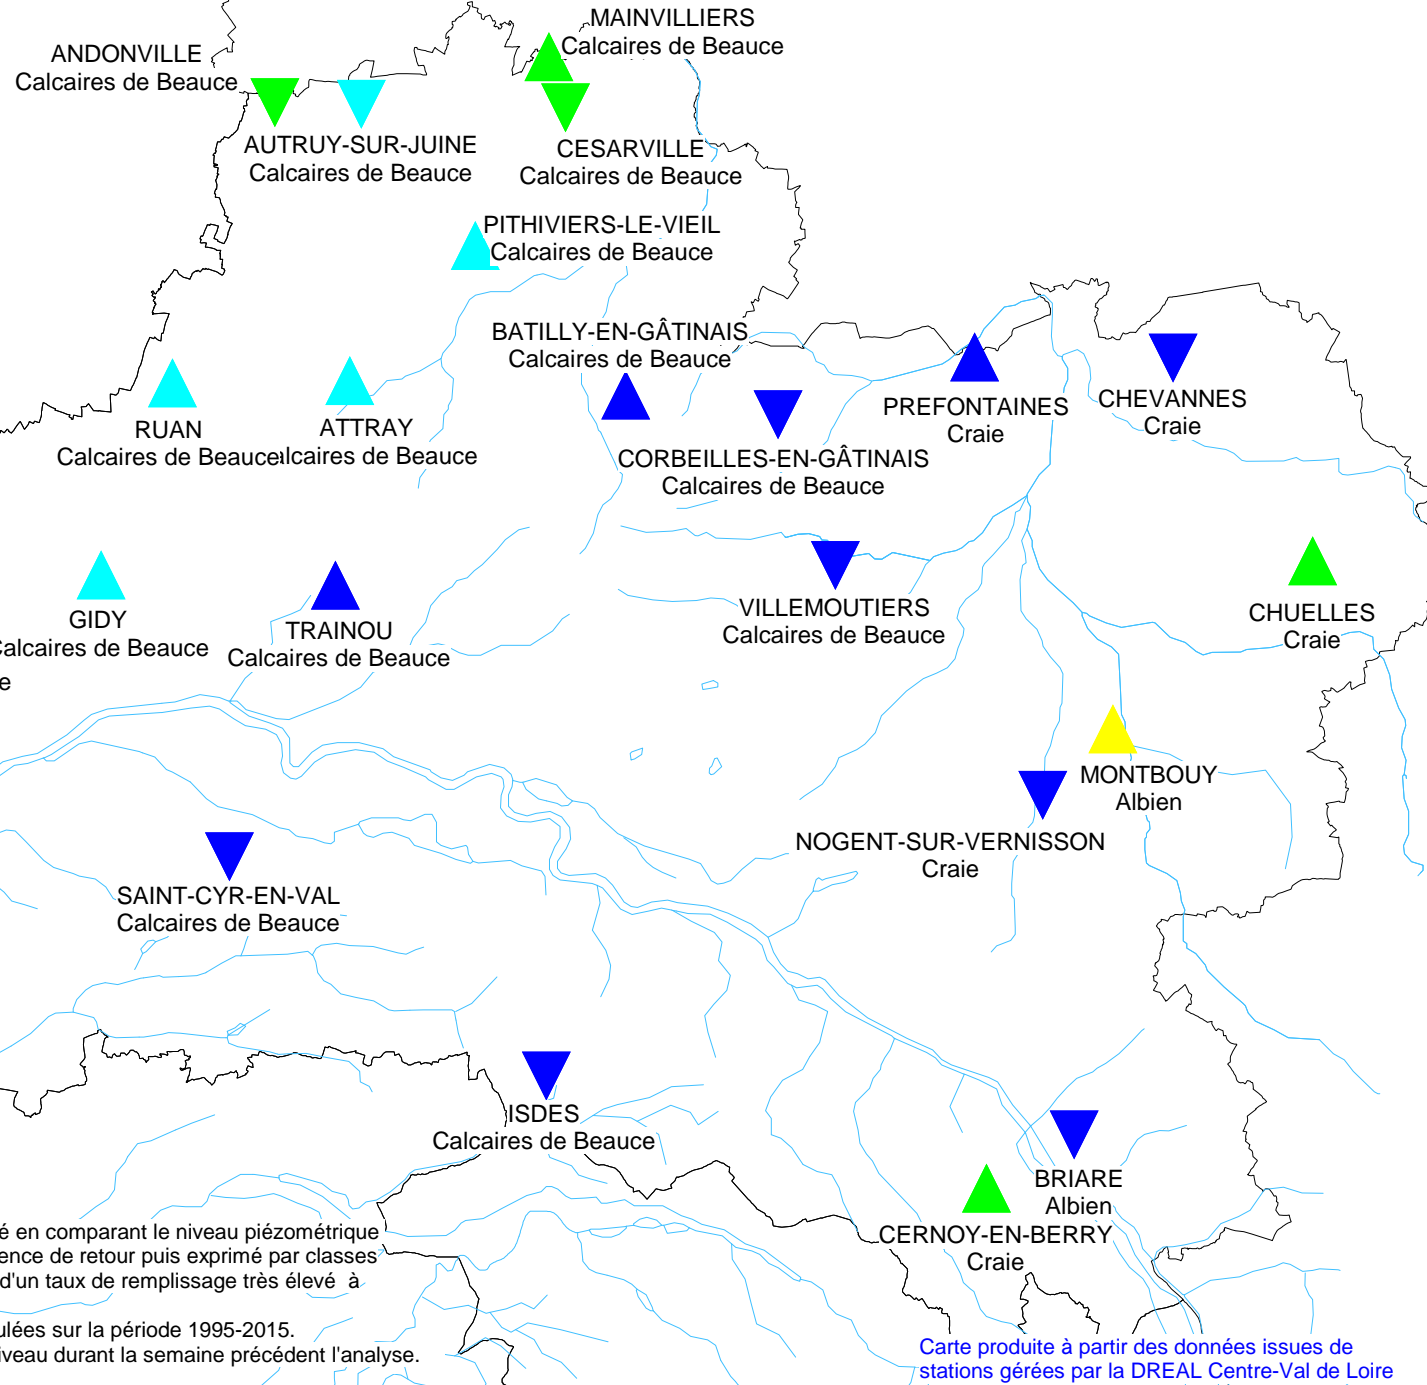 MAINVILLIERS
Calcaires de Beauce
ANDONVILLE
Calcaires de Beauce
AUTRUY-SUR-JUINE
Calcaires de Beauce
CESARVILLE
Calcaires de Beauce
PITHIVIERS-LE-VIEIL
Calcaires de Beauce
BATILLY-EN-GÂTINAIS
Calcaires de Beauce
PREFONTAINES
Craie
CHEVANNES
Craie
RUAN
Calcaires de Beauce
ATTRAY
lcaires de Beauce
CORBEILLES-EN-GÂTINAIS
Calcaires de Beauce
VILLEMOUTIERS
Calcaires de Beauce
CHUELLES
Craie
GIDY
Calcaires de Beauce
e
TRAINOU
Calcaires de Beauce
MONTBOUY
Albien
NOGENT-SUR-VERNISSON
Craie
SAINT-CYR-EN-VAL
Calcaires de Beauce
ISDES
Calcaires de Beauce
BRIARE
Albien
CERNOY-EN-BERRY
Craie
é en comparant le niveau piézométrique
ence de retour puis exprimé par classes
d'un taux de remplissage très élevé à
ulées sur la période 1995-2015.
iveau durant la semaine précédent l'analyse.
Carte produite à partir des données issues de
stations gérées par la DREAL Centre-Val de Loire